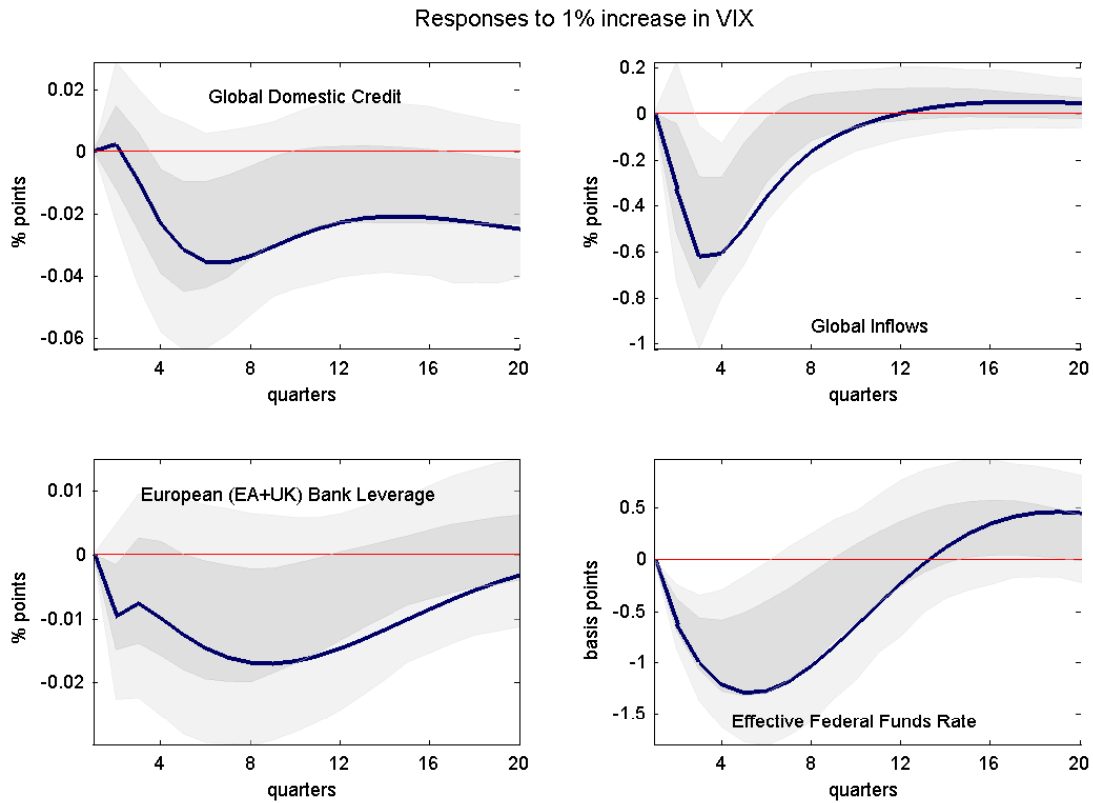 Responses to 1% increase in VIX
0.02
0
-0.02
-0.04
-0.06
% points
Global Domestic Credit
4 8 12 16 20
quarters
0.2
0
-0.2
-0.4
-0.6
-0.8
-1
% points
Global Inflows
4 8 12 16 20
quarters
0.01
0
-0.01
-0.02
% points
European (EA+UK) Bank Leverage
4 8 12 16 20
quarters
0.5
0
-0.5
-1
-1.5
basis points
Effective Federal Funds Rate
4 8 12 16 20
quarters